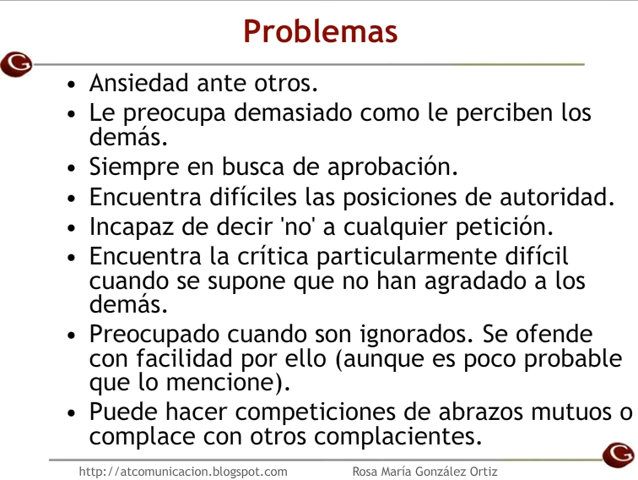 Problemas
G
• Ansiedad ante otros.
• Le preocupa demasiado como le perciben los
demás.
• Siempre en busca de aprobación.
• Encuentra difíciles las posiciones de autoridad.
• Incapaz de decir 'no' a cualquier petición.
• Encuentra la crítica particularmente difícil
cuando se supone que no han agradado a los
demás.
• Preocupado cuando son ignorados. Se ofende
con facilidad por ello (aunque es poco probable
que lo mencione).
• Puede hacer competiciones de abrazos mutuos o
complace con otros complacientes.
G
http://atcomunicacion.blogspot.com Rosa María González Ortiz